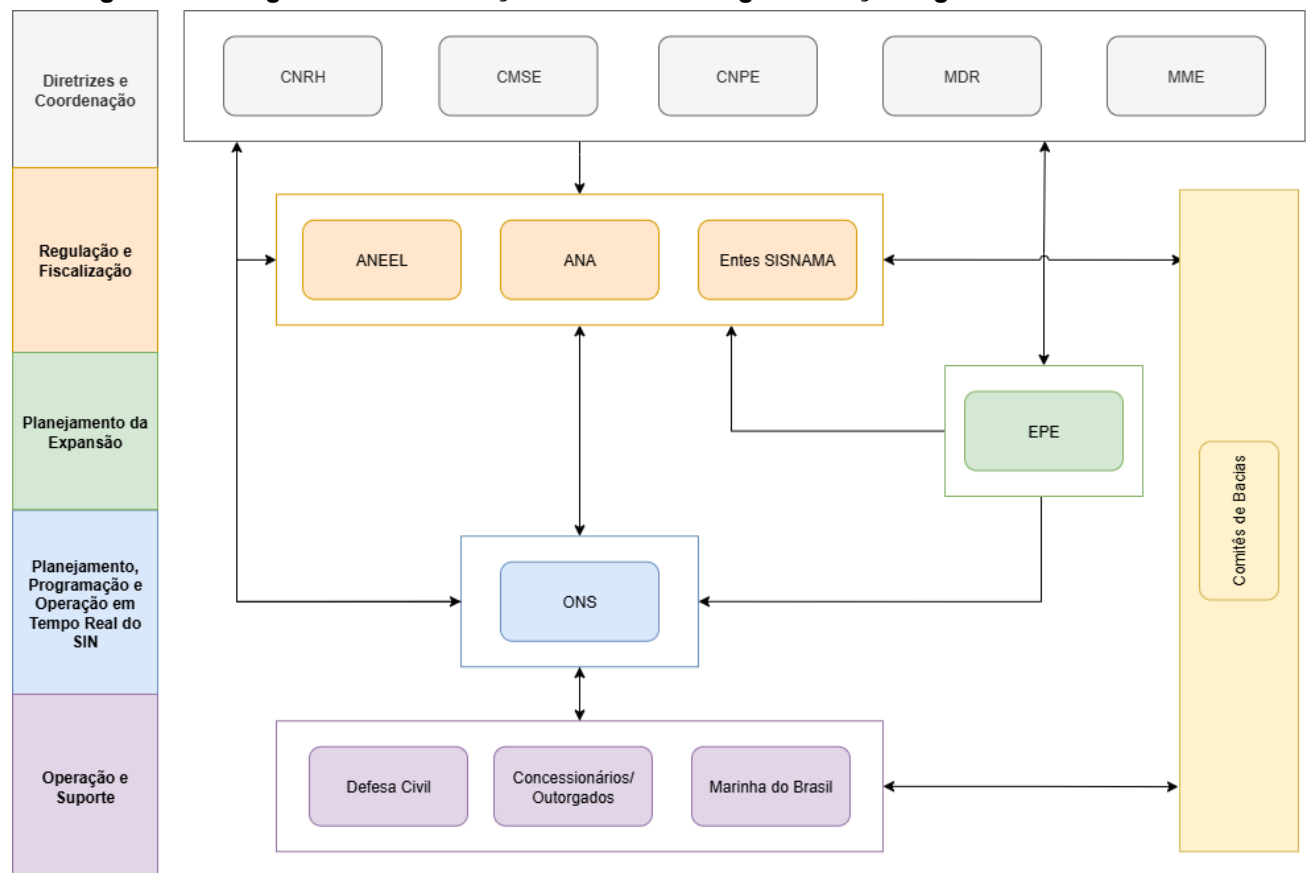 Diretrizes e
Coordenação
CNRH
CMSE
CNPE
MDR
MME
Regulação e
Fiscalização
ANEEL
ANA
Entes SISNAMA
Planejamento da
Expansão
EPE
Comitês de Bacias
Planejamento,
Programação e
Operação em
Tempo Real do
SIN
ONS
Operação e
Suporte
Defesa Civil
Concessionários/
Outorgados
Marinha do Brasil